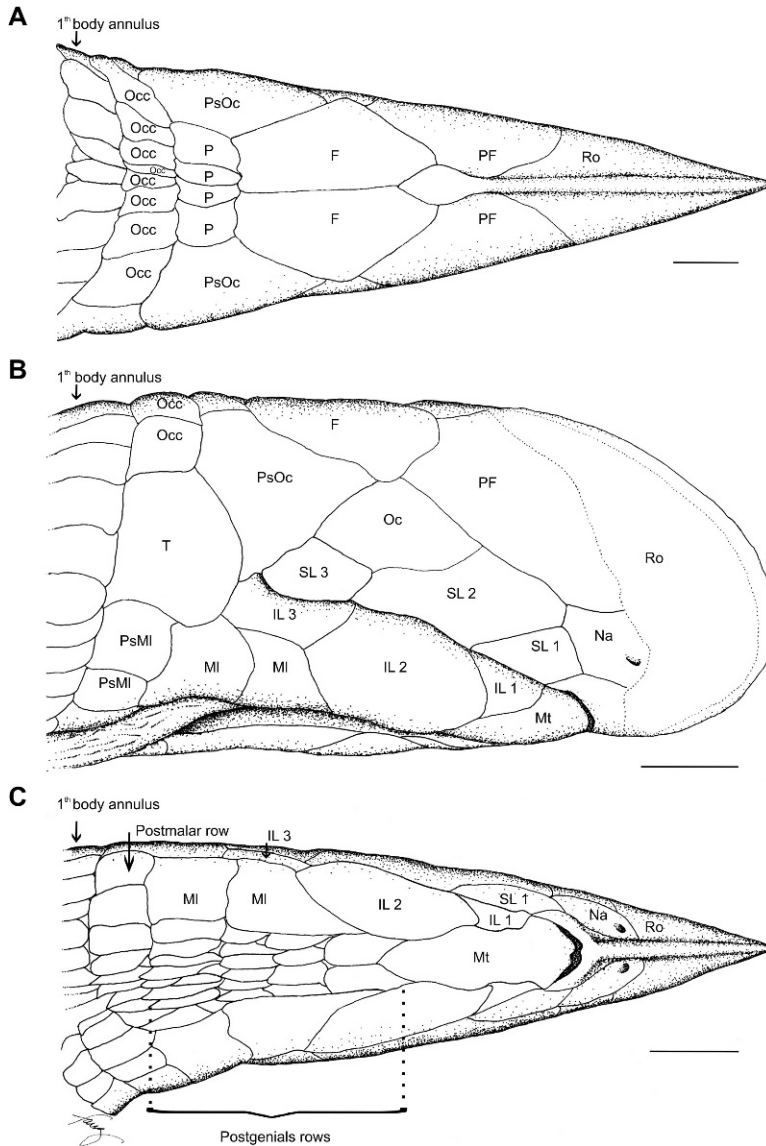 A
1th body annulus
Occ
PsOc
Occ
Occ
P
F
PF
Ro
Occ
P
Occ
P
Occ
P
F
PF
Occ
Occ
PsOc
B
1th body annulus
Occ
F
Occ
PsOc
PF
Oc
T
SL 3
Ro
SL 2
IL 3
Na
PsMl
SL 1
Ml
Ml
IL 2
PsMl
IL 1
Mt
C
1th body annulus
Postmalar row
IL 3
Ml
Ml
IL 2
SL 1
Na
IL 1
Ro
Mt
Postgenials rows